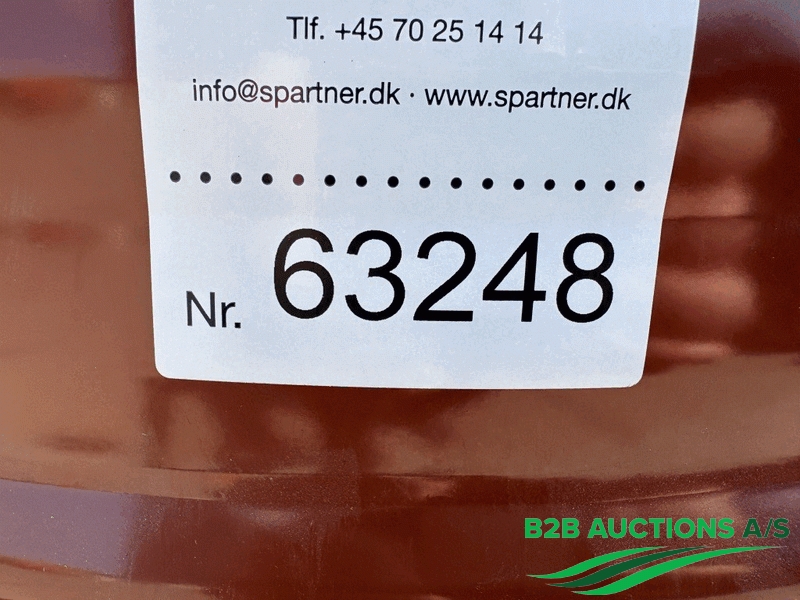 Tlf. +45 70 25 14 14
info@spartner.dk · www.spartner.dk
Nr. 63248
B2B AUCTIONS A/S